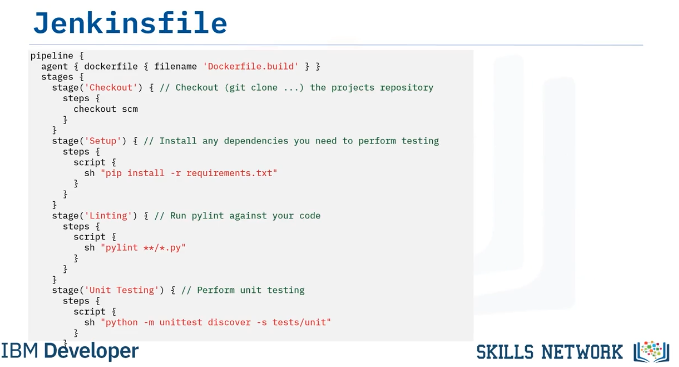 Jenkinsfile
pipeline {
  agent { dockerfile { filename 'Dockerfile.build' } }
  stages {
    stage('Checkout') { // Checkout (git clone ...) the projects repository
      steps {
        checkout scm
      }
    }
    stage('Setup') { // Install any dependencies you need to perform testing
      steps {
        script {
          sh "pip install -r requirements.txt"
        }
      }
    }
    stage('Linting') { // Run pylint against your code
      steps {
        script {
          sh "pylint **/*.py"
        }
      }
    }
    stage('Unit Testing') { // Perform unit testing
      steps {
        script {
          sh "python -m unittest discover -s tests/unit"
        }
      }
IBM Developer
SKILLS NETWORK